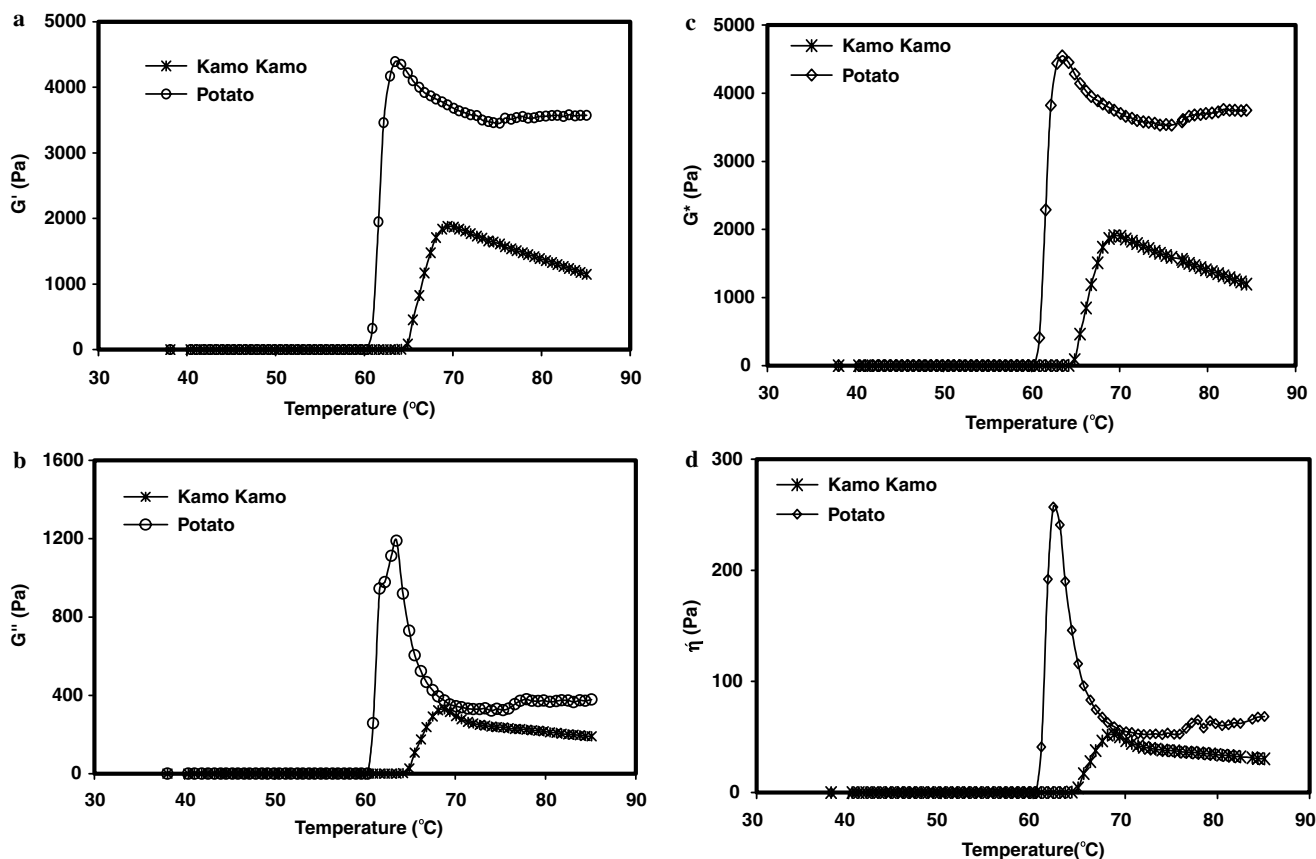 a
Kamo Kamo
Potato
G' (Pa)
5000
4000
3000
2000
1000
0
30 40 50 60 70 80 90
Temperature (°C)
c
Kamo Kamo
Potato
G* (Pa)
5000
4000
3000
2000
1000
0
30 40 50 60 70 80 90
Temperature (°C)
b
Kamo Kamo
Potato
G'' (Pa)
1600
1200
800
400
0
30 40 50 60 70 80 90
Temperature (°C)
d
Kamo Kamo
Potato
ή (Pa)
300
200
100
0
30 40 50 60 70 80 90
Temperature(°C)